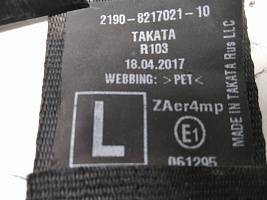 2190-8217021-10
TAKATA
R103
18.04.2017
WEBBING: >PET<
L
ZAer4mp
E1
061295
MADE IN TAKATA Rus LLC